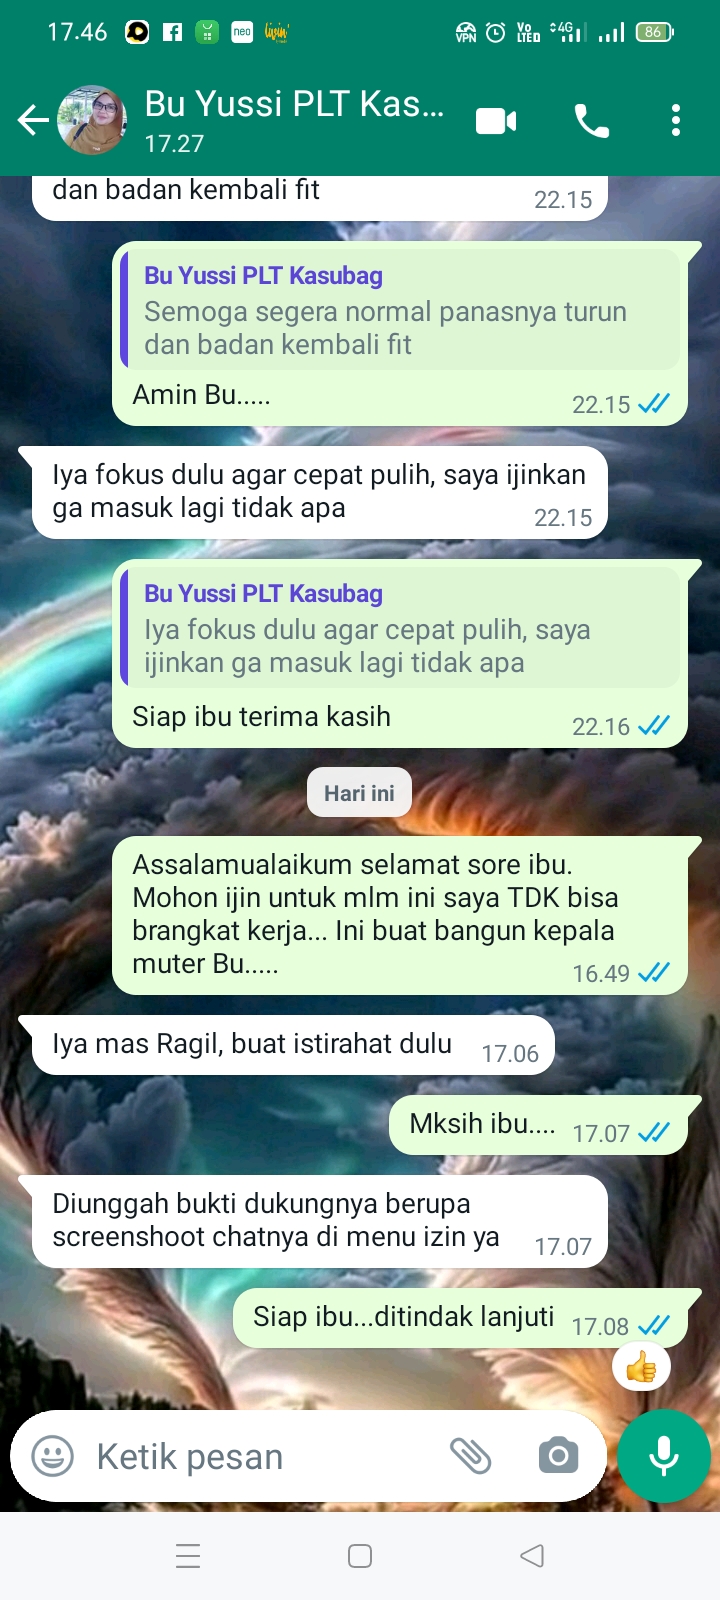 17.46
neo
livin'
VPN
Vo
LTED
4G
86
Bu Yussi PLT Kas...
17.27
dan badan kembali fit
22.15
Bu Yussi PLT Kasubag
Semoga segera normal panasnya turun
dan badan kembali fit
Amin Bu.....
22.15
Iya fokus dulu agar cepat pulih, saya ijinkan
ga masuk lagi tidak apa
22.15
Bu Yussi PLT Kasubag
Iya fokus dulu agar cepat pulih, saya
ijinkan ga masuk lagi tidak apa
Siap ibu terima kasih
22.16
Hari ini
Assalamualaikum selamat sore ibu.
Mohon ijin untuk mlm ini saya TDK bisa
brangkat kerja... Ini buat bangun kepala
muter Bu.....
16.49
Iya mas Ragil, buat istirahat dulu
17.06
Mksih ibu....
17.07
Diunggah bukti dukungnya berupa
screenshoot chatnya di menu izin ya
17.07
Siap ibu...ditindak lanjuti
17.08
Ketik pesan